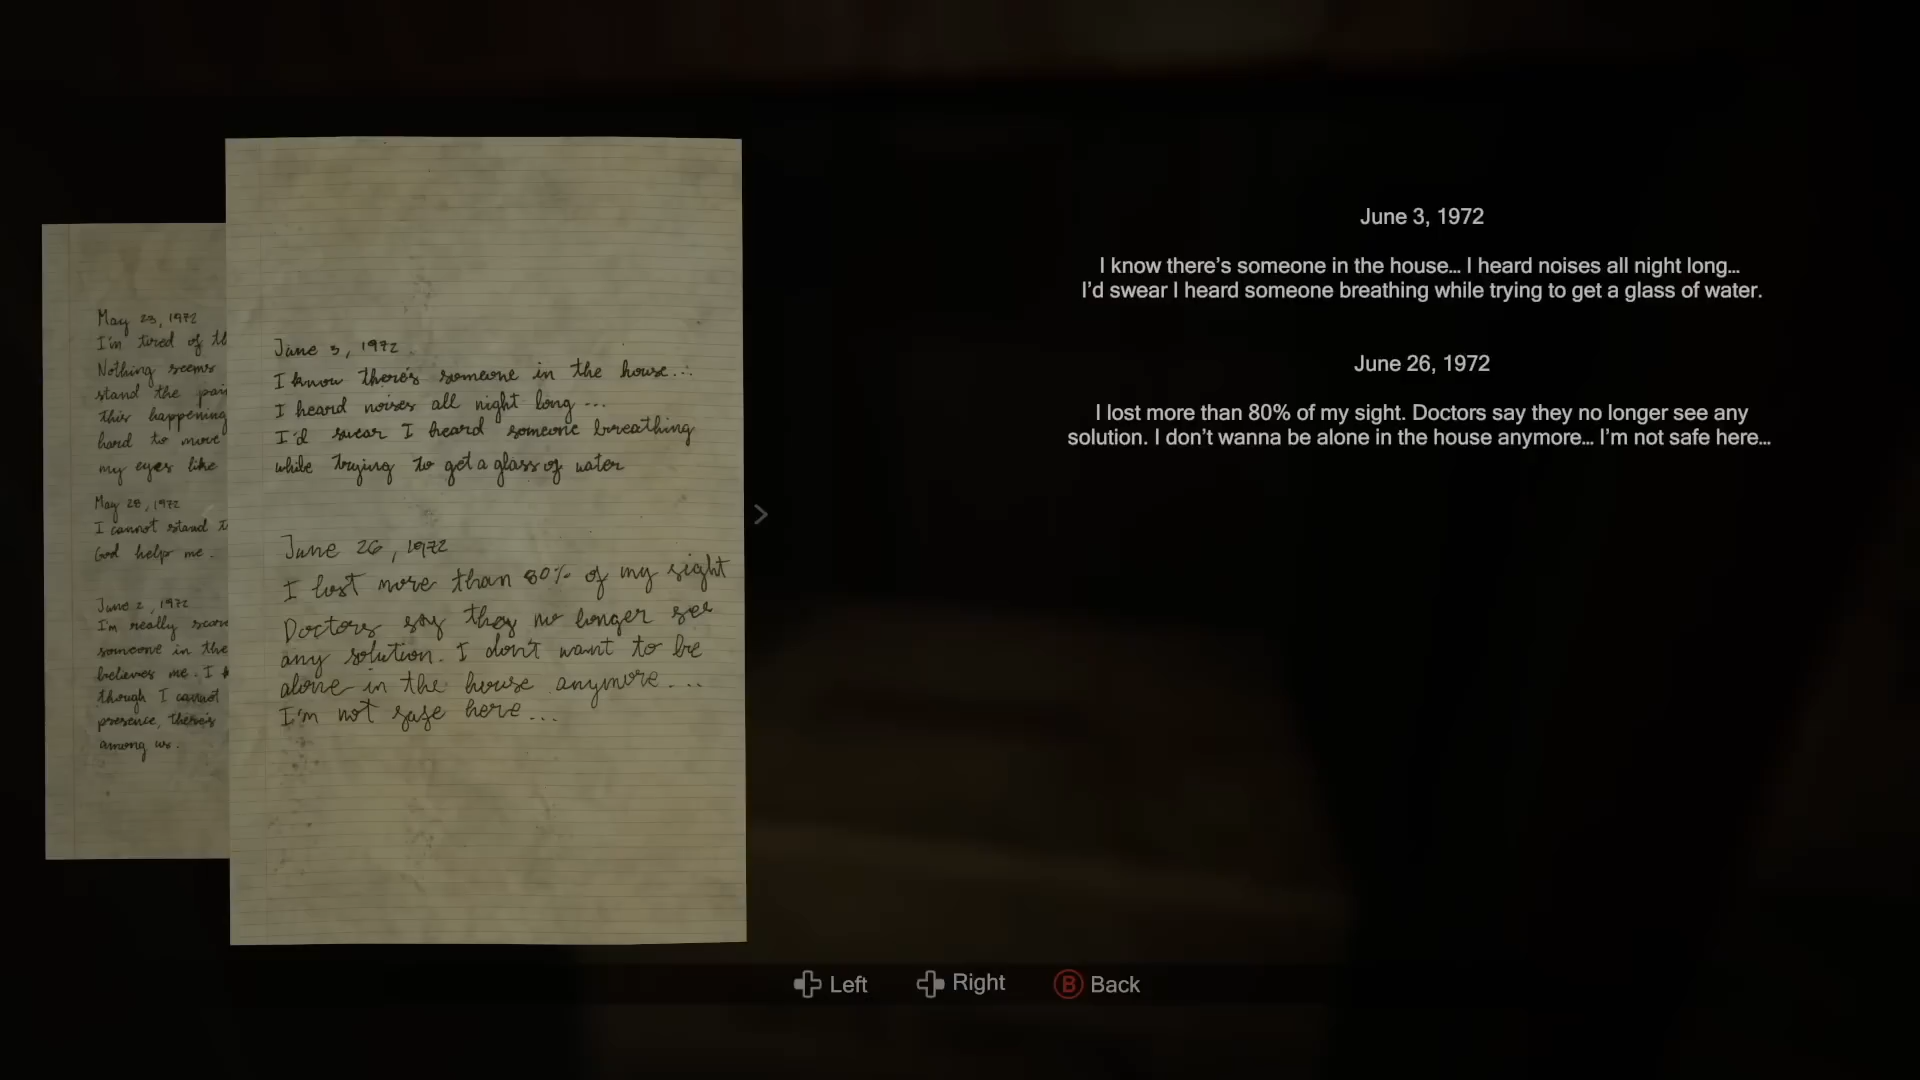 May 23, 1972
I'm tired of th
Nothing seems
stand the pain
this happening
hard to move
my eyes like
May 28, 1972
I cannot stand t
God help me.
June 2, 1972
I'm really scare
someone in the
believes me. I k
though I cannot
presence, there's
among us.
June 3, 1972
I know there's someone in the house...
I heard noises all night long...
I'd swear I heard someone breathing
while trying to get a glass of water
June 26, 1972
I lost more than 80% of my sight
Doctors say they no longer see
any solution. I don't want to be
alone in the house anymore...
I'm not safe here...
June 3, 1972
I know there's someone in the house... I heard noises all night long...
I'd swear I heard someone breathing while trying to get a glass of water.
June 26, 1972
I lost more than 80% of my sight. Doctors say they no longer see any
solution. I don't wanna be alone in the house anymore... I'm not safe here...
Left Right B Back